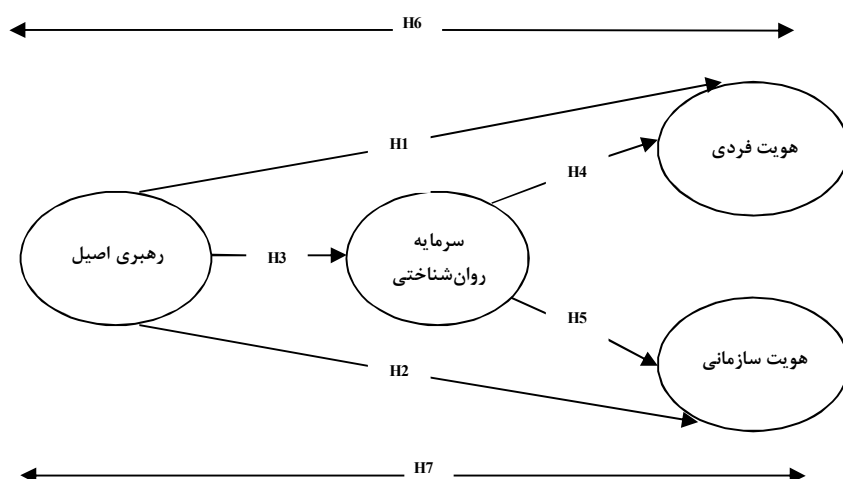 H6
H1
هویت فردی
H4
رهبری اصیل
H3
سرمایه
روان‌شناختی
H5
هویت سازمانی
H2
H7